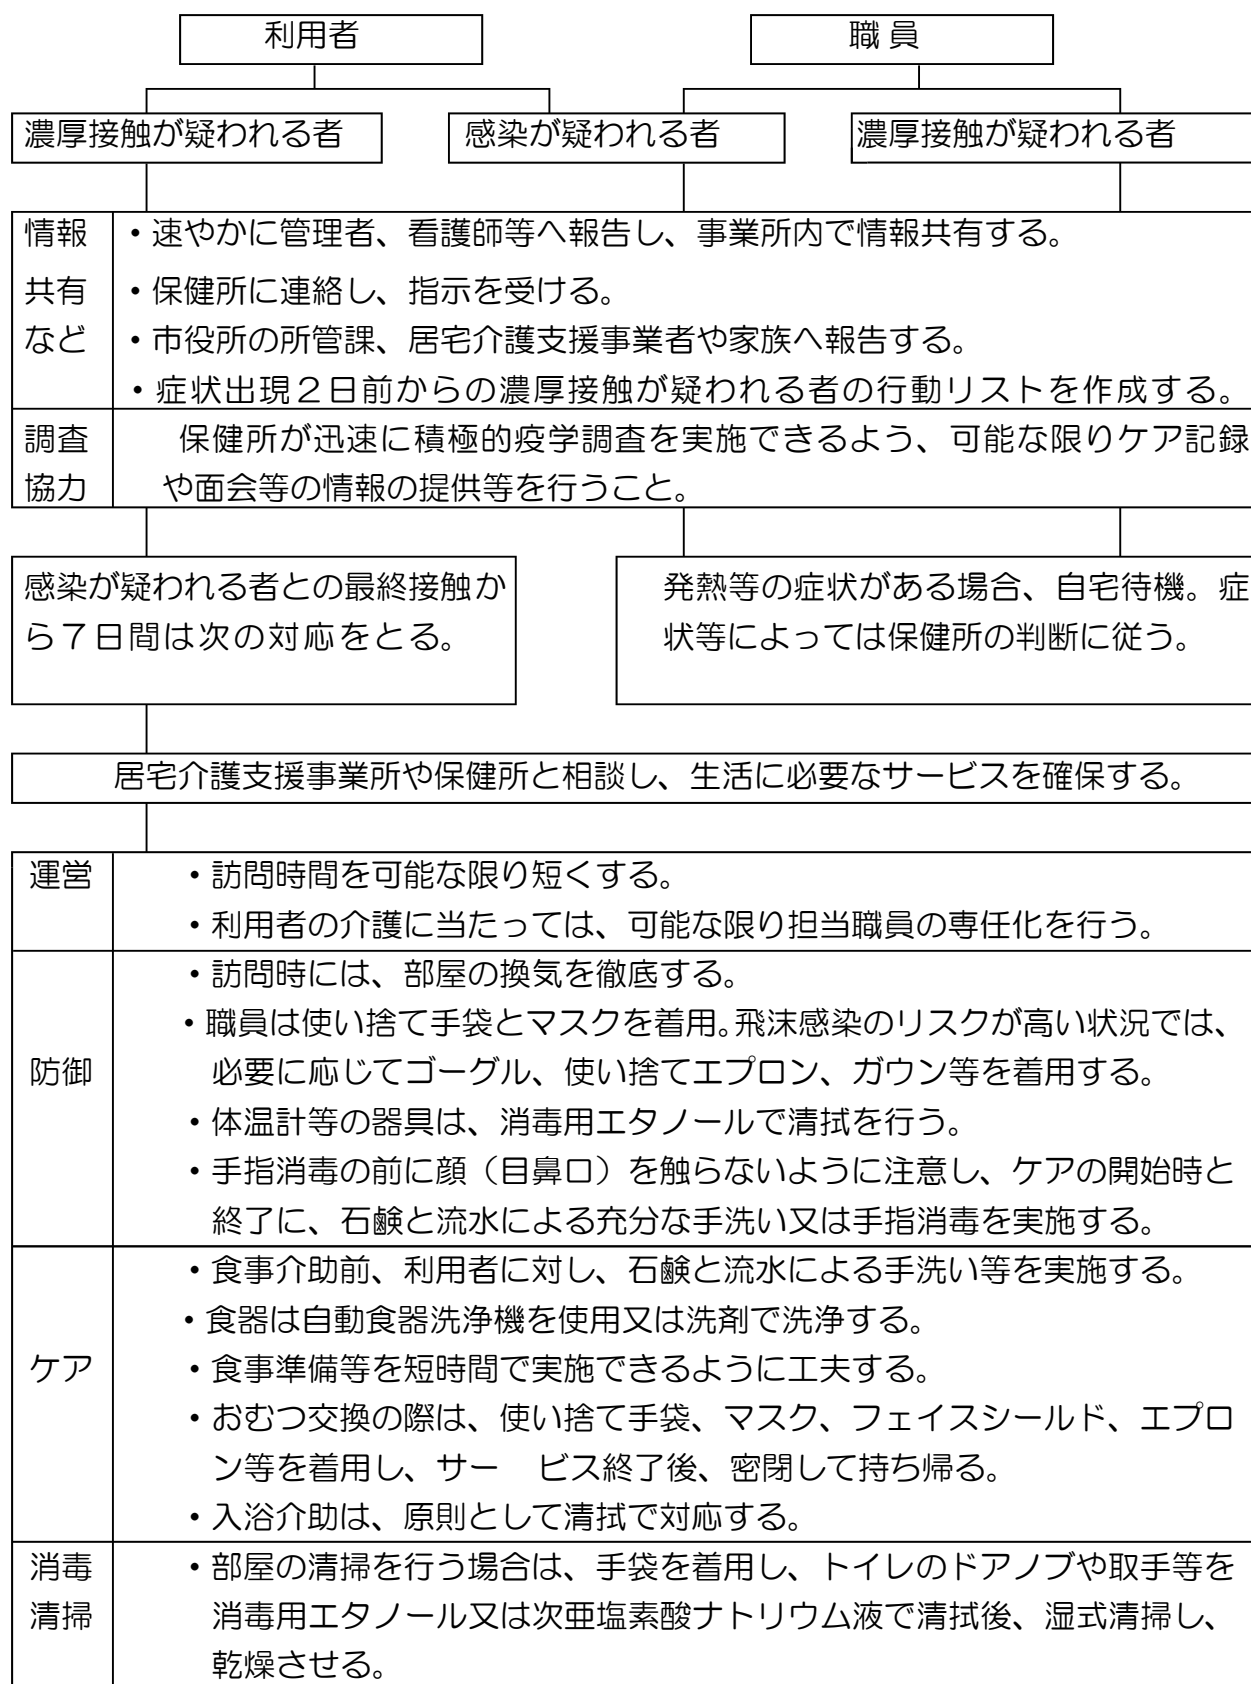 利用者
職 員
濃厚接触が疑われる者
感染が疑われる者
濃厚接触が疑われる者
情報
共有
など
・速やかに管理者、看護師等へ報告し、事業所内で情報共有する。
・保健所に連絡し、指示を受ける。
・市役所の所管課、居宅介護支援事業者や家族へ報告する。
・症状出現２日前からの濃厚接触が疑われる者の行動リストを作成する。
調査
協力
保健所が迅速に積極的疫学調査を実施できるよう、可能な限りケア記録
や面会等の情報の提供等を行うこと。
感染が疑われる者との最終接触か
ら７日間は次の対応をとる。
発熱等の症状がある場合、自宅待機。症
状等によっては保健所の判断に従う。
居宅介護支援事業所や保健所と相談し、生活に必要なサービスを確保する。
運営
・訪問時間を可能な限り短くする。
・利用者の介護に当たっては、可能な限り担当職員の専任化を行う。
防御
・訪問時には、部屋の換気を徹底する。
・職員は使い捨て手袋とマスクを着用。飛沫感染のリスクが高い状況では、
必要に応じてゴーグル、使い捨てエプロン、ガウン等を着用する。
・体温計等の器具は、消毒用エタノールで清拭を行う。
・手指消毒の前に顔（目鼻口）を触らないように注意し、ケアの開始時と
終了に、石鹸と流水による充分な手洗い又は手指消毒を実施する。
ケア
・食事介助前、利用者に対し、石鹸と流水による手洗い等を実施する。
・食器は自動食器洗浄機を使用又は洗剤で洗浄する。
・食事準備等を短時間で実施できるように工夫する。
・おむつ交換の際は、使い捨て手袋、マスク、フェイスシールド、エプロ
ン等を着用し、サー　ビス終了後、密閉して持ち帰る。
・入浴介助は、原則として清拭で対応する。
消毒
清掃
・部屋の清掃を行う場合は、手袋を着用し、トイレのドアノブや取手等を
消毒用エタノール又は次亜塩素酸ナトリウム液で清拭後、湿式清掃し、
乾燥させる。